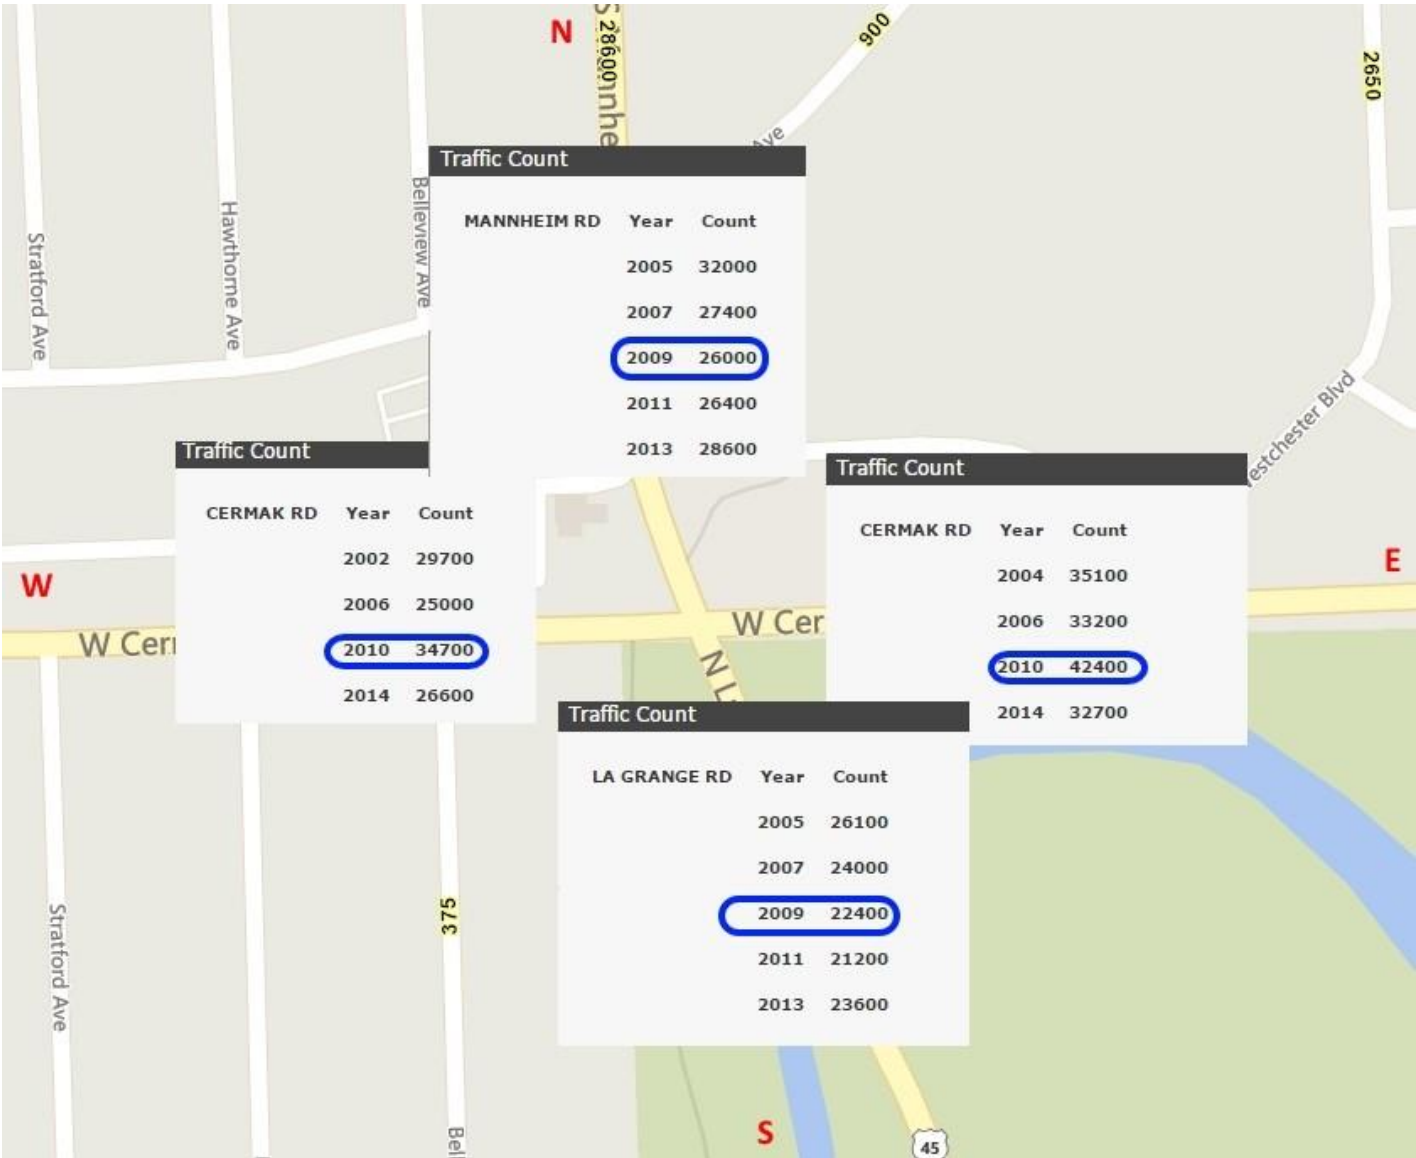 N
S
28600
nnhe
900
2650
Ave
Stratford Ave
Hawthorne Ave
Belleview Ave
Traffic Count
MANNHEIM RD Year Count
2005 32000
2007 27400
2009 26000
2011 26400
2013 28600
Westchester Blvd
Traffic Count
CERMAK RD Year Count
2002 29700
2006 25000
2010 34700
2014 26600
Traffic Count
CERMAK RD Year Count
2004 35100
2006 33200
2010 42400
2014 32700
W
E
W Cer
W Cer
N L
Traffic Count
LA GRANGE RD Year Count
2005 26100
2007 24000
2009 22400
2011 21200
2013 23600
375
Stratford Ave
Bel
S
45